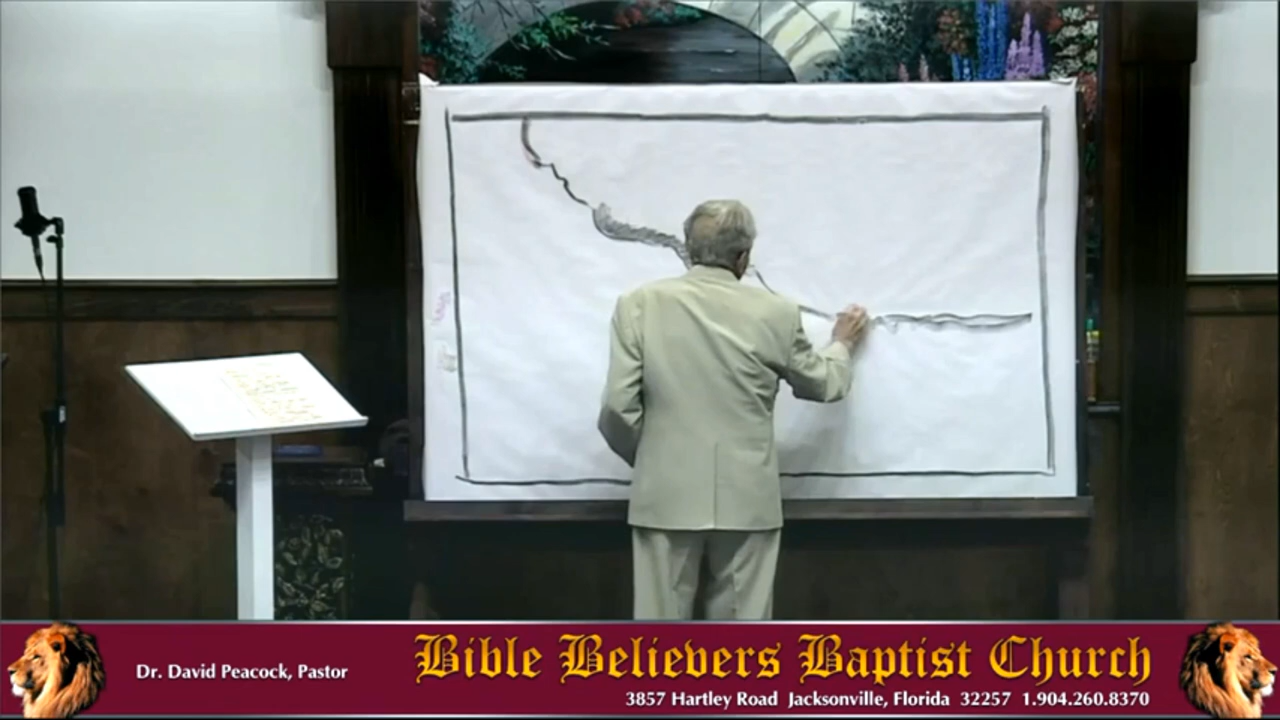 Dr. David Peacock, Pastor
Bible Believers Baptist Church
3857 Hartley Road Jacksonville, Florida 32257 1.904.260.8370